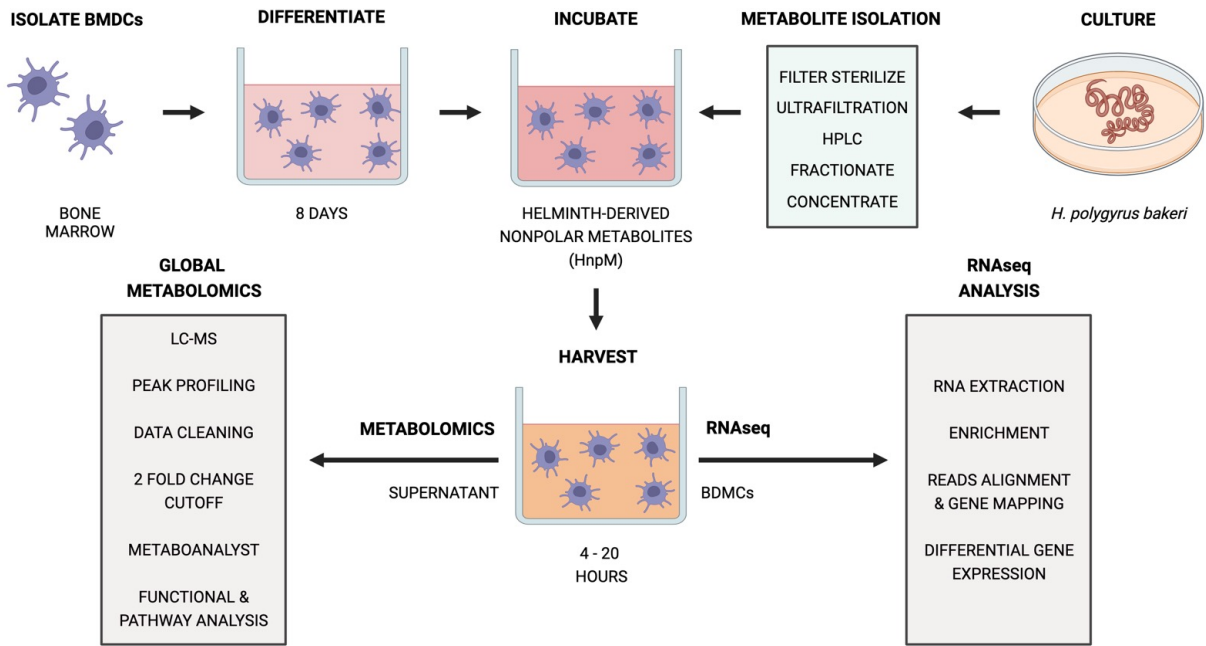 ISOLATE BMDCs
DIFFERENTIATE
INCUBATE
METABOLITE ISOLATION
CULTURE
FILTER STERILIZE
ULTRAFILTRATION
HPLC
FRACTIONATE
CONCENTRATE
BONE
MARROW
8 DAYS
HELMINTH-DERIVED
NONPOLAR METABOLITES
(HnpM)
H. polygyrus bakeri
GLOBAL
METABOLOMICS
LC-MS
PEAK PROFILING
DATA CLEANING
2 FOLD CHANGE
CUTOFF
METABOANALYST
FUNCTIONAL &
PATHWAY ANALYSIS
HARVEST
METABOLOMICS
SUPERNATANT
RNAseq
BDMCs
4 - 20
HOURS
RNAseq
ANALYSIS
RNA EXTRACTION
ENRICHMENT
READS ALIGNMENT
& GENE MAPPING
DIFFERENTIAL GENE
EXPRESSION